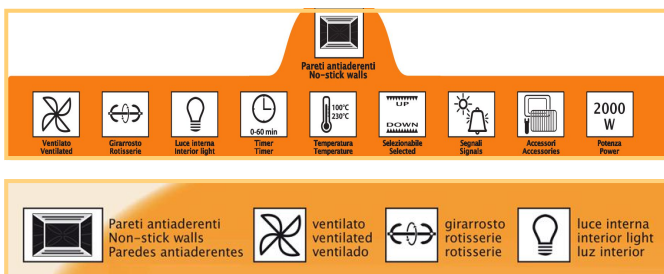 Pareti antiaderenti
No-stick walls
100°C
230°C
UP
DOWN
2000
W
0-60 min
Ventilato
Ventilated
Girarrosto
Rotisserie
Luce interna
Interior light
Timer
Timer
Temperatura
Temperature
Selezionabile
Selected
Segnali
Signals
Accessori
Accessories
Potenza
Power
Pareti antiaderenti
Non-stick walls
Paredes antiaderentes
ventilato
ventilated
ventilado
girarrosto
rotisserie
rotisserie
luce interna
interior light
luz interior